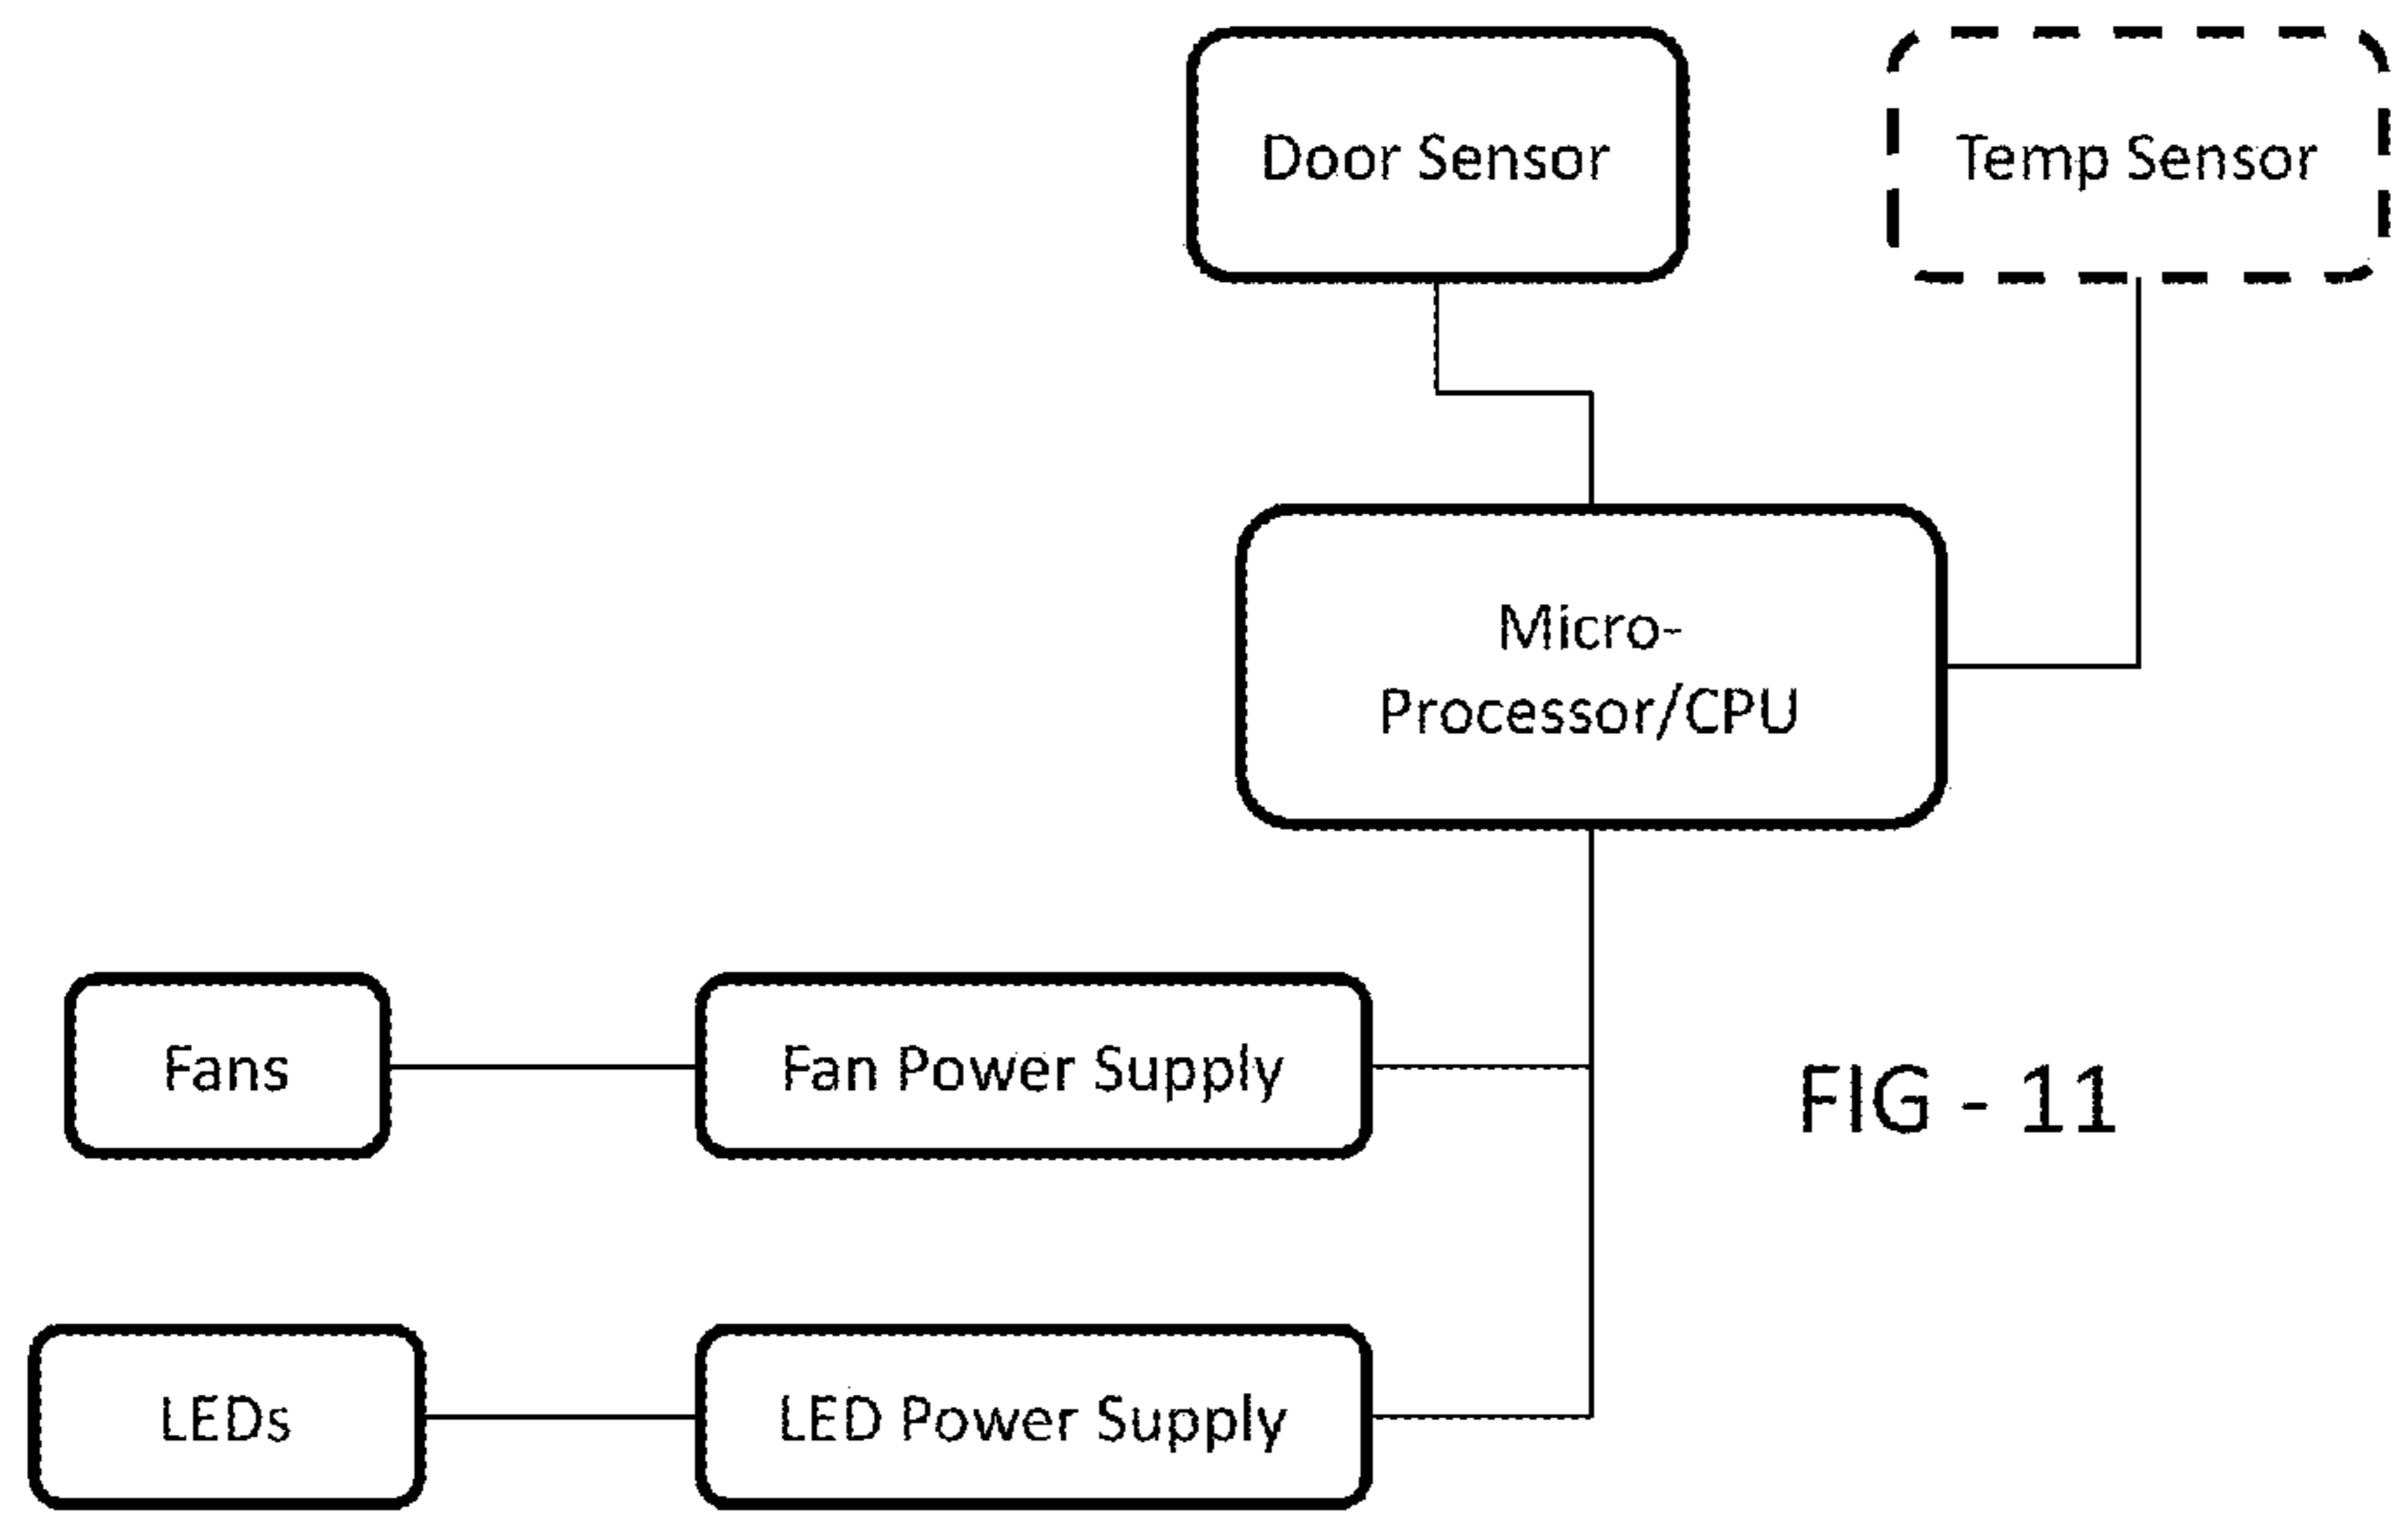 Door Sensor
Temp Sensor
Micro-
Processor/CPU
Fans
Fan Power Supply
FIG - 11
LEDs
LED Power Supply